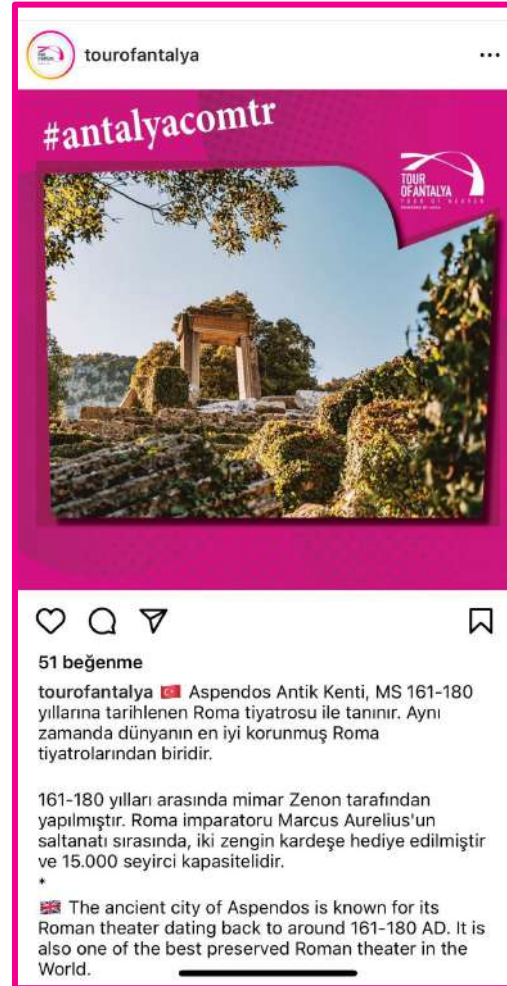 tourofantalya
#antalyacomtr
TOUR
OFANTALYA
51 beğenme
tourofantalya 🇹🇷 Aspendos Antik Kenti, MS 161-180
yıllarına tarihlenen Roma tiyatrosu ile tanınır. Aynı
zamanda dünyanın en iyi korunmuş Roma
tiyatrolarından biridir.
161-180 yılları arasında mimar Zenon tarafından
yapılmıştır. Roma imparatoru Marcus Aurelius'un
saltanatı sırasında, iki zengin kardeşe hediye edilmiştir
ve 15.000 seyirci kapasitelidir.
*
🇬🇧 The ancient city of Aspendos is known for its
Roman theater dating back to around 161-180 AD. It is
also one of the best preserved Roman theater in the
World.